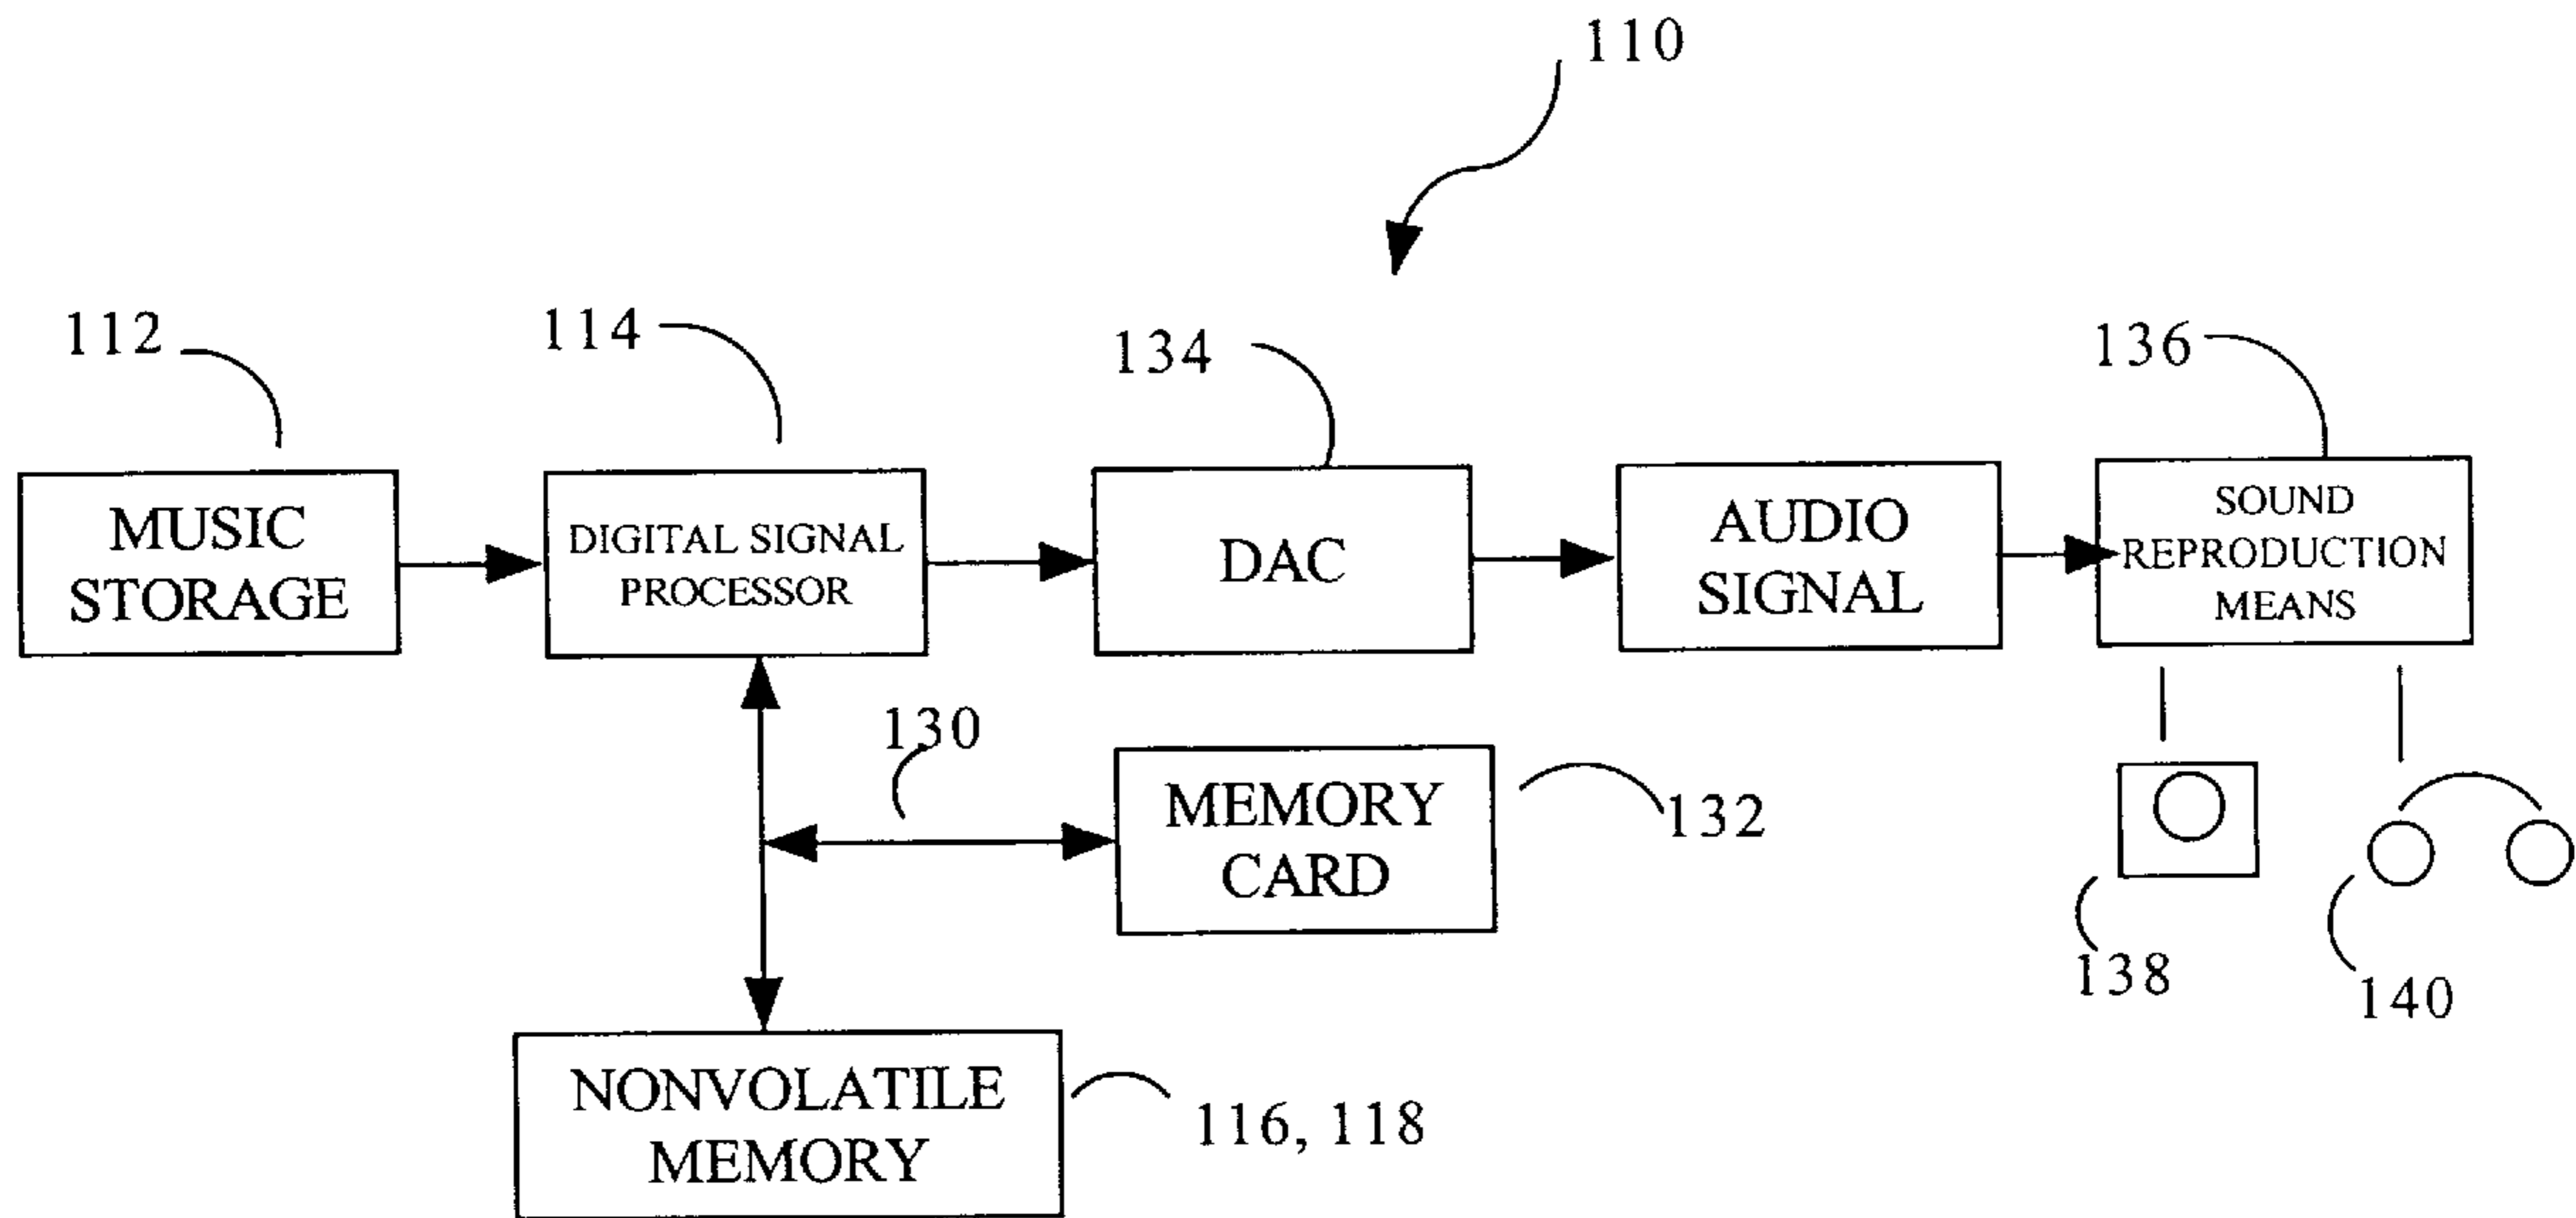 110
112
114
134
136
MUSIC
STORAGE
DIGITAL SIGNAL
PROCESSOR
DAC
AUDIO
SIGNAL
SOUND
REPRODUCTION
MEANS
130
MEMORY
CARD
132
138
140
NONVOLATILE
MEMORY
116, 118